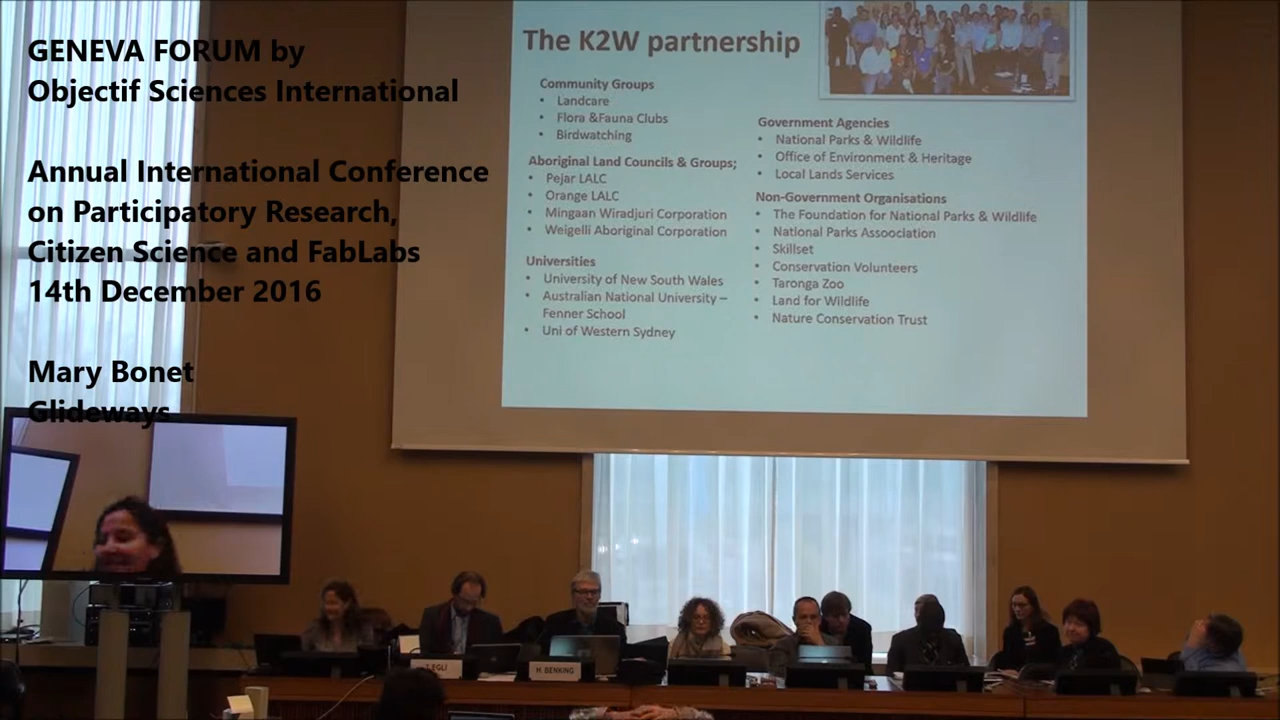 GENEVA FORUM by
Objectif Sciences International
Annual International Conference
on Participatory Research,
Citizen Science and FabLabs
14th December 2016
Mary Bonet
Glideways
The K2W partnership
Community Groups
• Landcare
• Flora &Fauna Clubs
• Birdwatching
Aboriginal Land Councils & Groups;
• Pejar LALC
• Orange LALC
• Mingaan Wiradjuri Corporation
• Weigelli Aboriginal Corporation
Universities
• University of New South Wales
• Australian National University –
Fenner School
• Uni of Western Sydney
Government Agencies
• National Parks & Wildlife
• Office of Environment & Heritage
• Local Lands Services
Non-Government Organisations
• The Foundation for National Parks & Wildlife
• National Parks Assoociation
• Skillset
• Conservation Volunteers
• Taronga Zoo
• Land for Wildlife
• Nature Conservation Trust
EGLI
H. BENKING